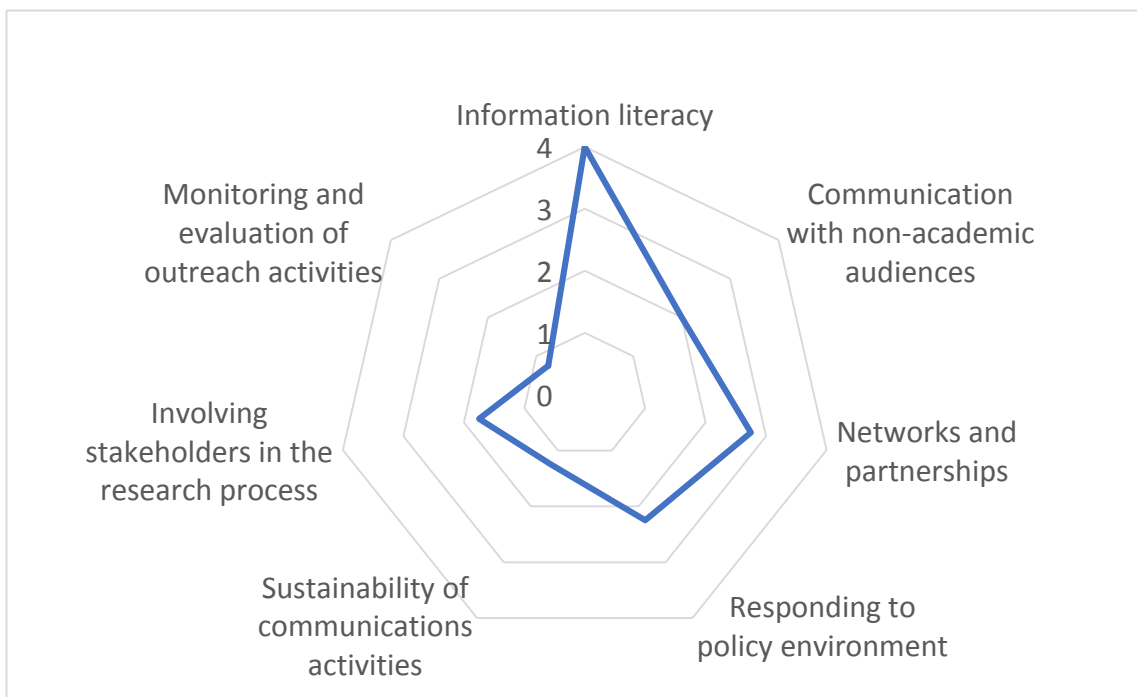 Information literacy
4
3
2
1
0
Communication
with non-academic
audiences
Networks and
partnerships
Responding to
policy environment
Sustainability of
communications
activities
Involving
stakeholders in the
research process
Monitoring and
evaluation of
outreach activities